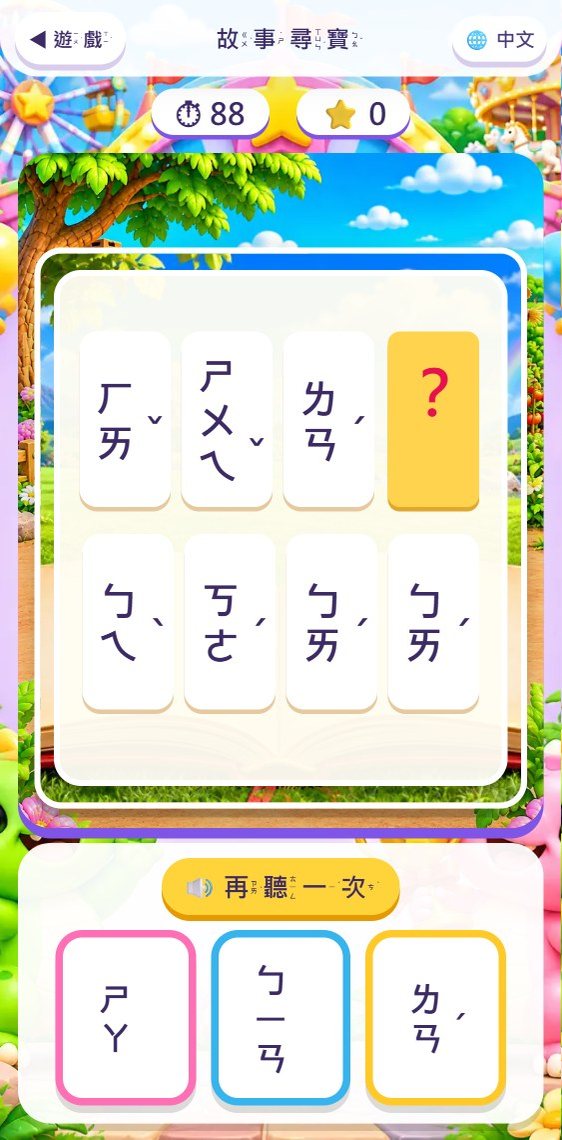 ◀ 遊戲 故事尋寶 中文
88 0
ㄏㄞˇ ㄕㄨㄟˇ ㄌㄢˊ ?
ㄅㄟˋ ㄎㄜˊ ㄅㄞˊ ㄅㄞˊ
再聽一次
ㄕㄚ ㄅㄧㄢ ㄌㄢˊ